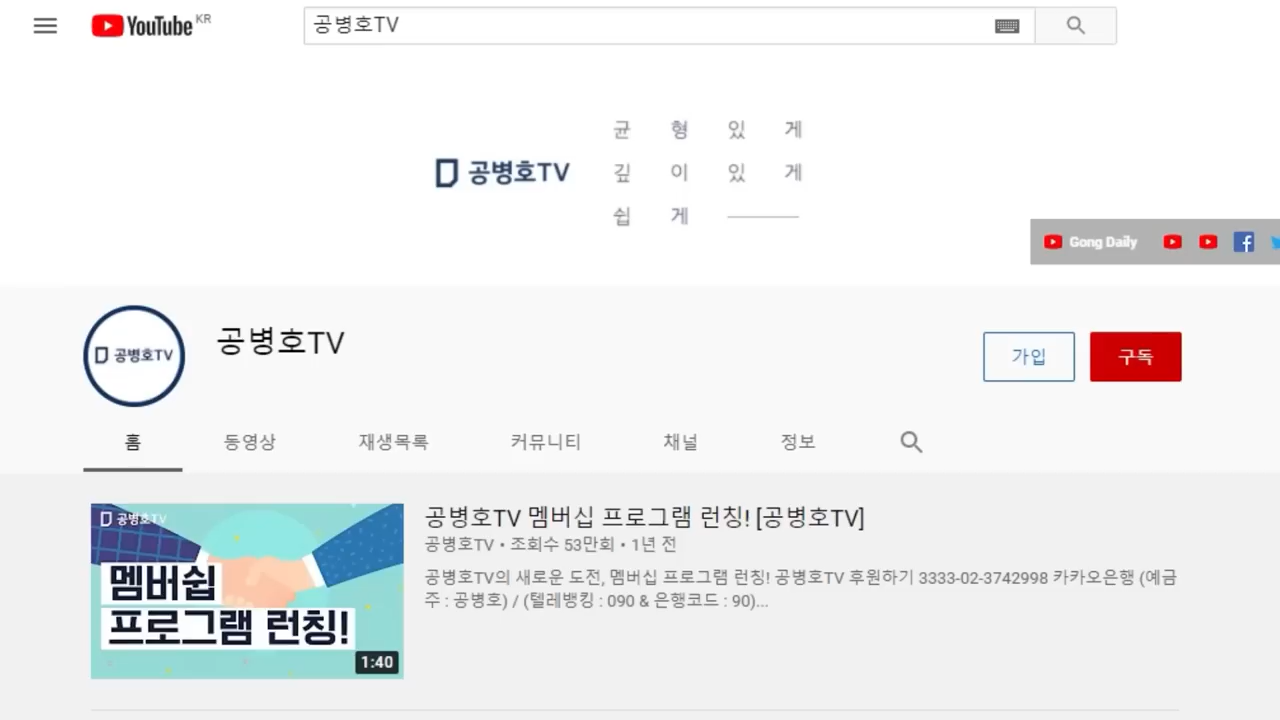 YouTube KR
공병호TV
공병호TV
균형있게
깊이있게
쉽게
Gong Daily
공병호TV
공병호TV
가입
구독
홈 동영상 재생목록 커뮤니티 채널 정보
공병호TV
멤버쉽
프로그램 런칭!
1:40
공병호TV 멤버십 프로그램 런칭! [공병호TV]
공병호TV • 조회수 53만회 • 1년 전
공병호TV의 새로운 도전, 멤버십 프로그램 런칭! 공병호TV 후원하기 3333-02-3742998 카카오은행 (예금
주 : 공병호) / (텔레뱅킹 : 090 & 은행코드 : 90)...